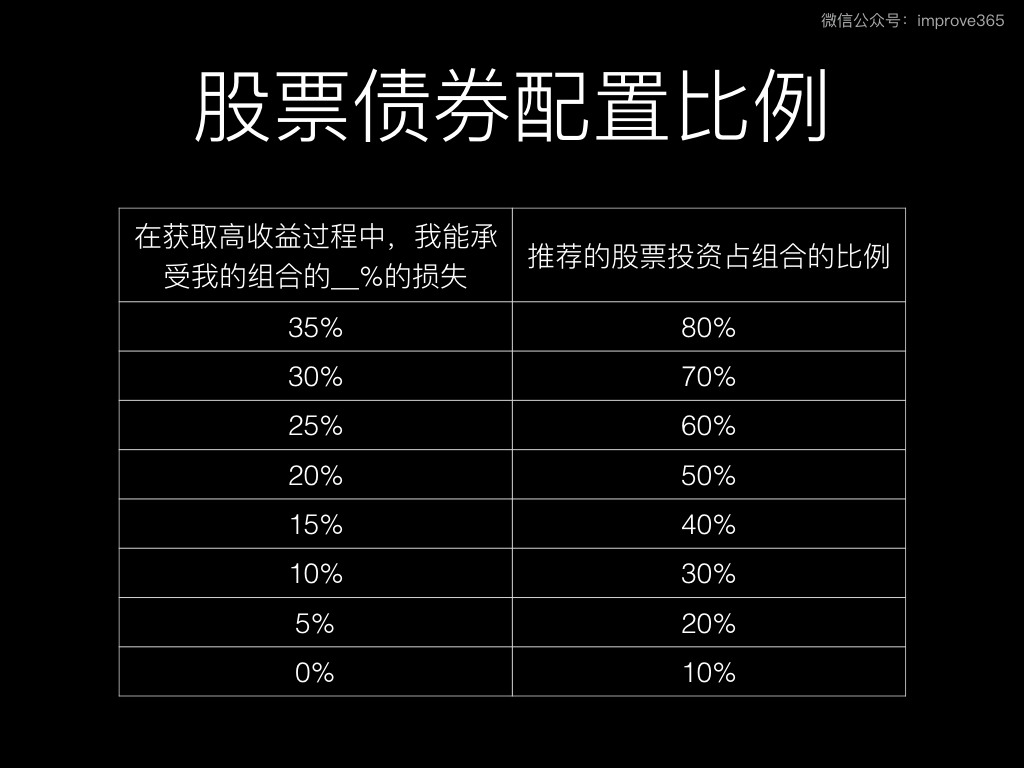 微信公众号：improve365
股票债券配置比例
在获取高收益过程中，我能承
受我的组合的__%的损失
推荐的股票投资占组合的比例
35% 80%
30% 70%
25% 60%
20% 50%
15% 40%
10% 30%
5% 20%
0% 10%